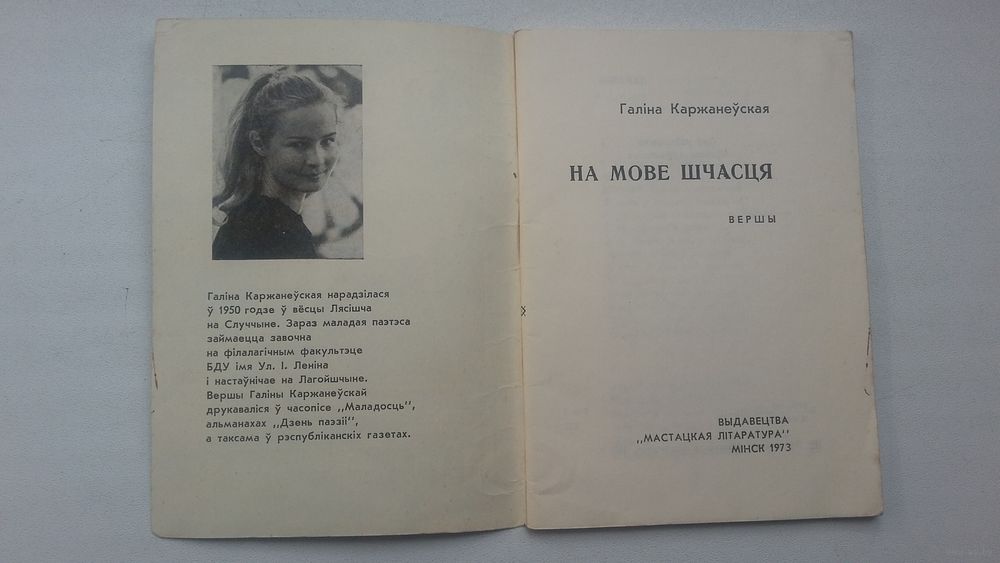 Галіна Каржанеўская нарадзілася
ў 1950 годзе ў вёсцы Лясішча
на Случчыне. Зараз маладая паэтэса
займаецца завочна
на філалагічным факультэце
БДУ імя Ул. І. Леніна
і настаўнічае на Лагойшчыне.
Вершы Галіны Каржанеўскай
друкаваліся ў часопісе ,,Маладосць",
альманахах ,,Дзень паэзіі",
а таксама ў рэспубліканскіх газетах.
Галіна Каржанеўская
НА МОВЕ ШЧАСЦЯ
ВЕРШЫ
ВЫДАВЕЦТВА
,,МАСТАЦКАЯ ЛІТАРАТУРА"
МІНСК 1973